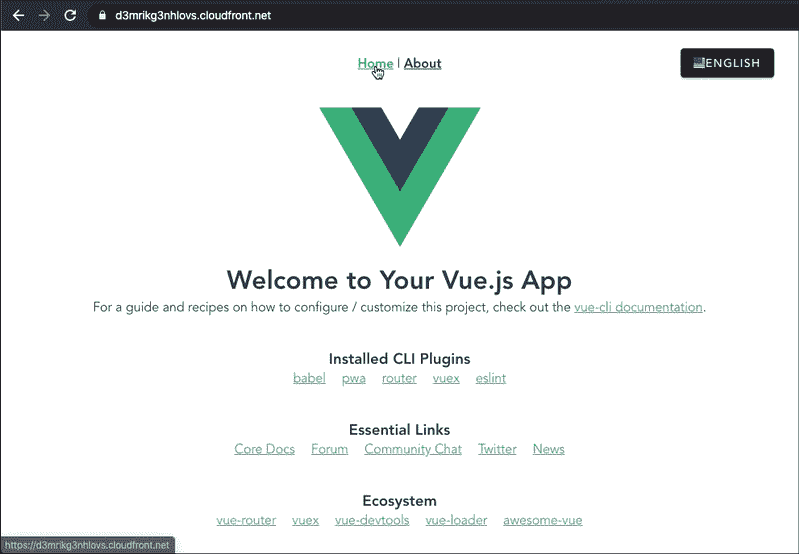 d3mrikg3nhlovs.cloudfront.net
Home | About
ENGLISH
Welcome to Your Vue.js App
For a guide and recipes on how to configure / customize this project, check out the vue-cli documentation.
Installed CLI Plugins
babel pwa router vuex eslint
Essential Links
Core Docs Forum Community Chat Twitter News
Ecosystem
vue-router vuex vue-devtools vue-loader awesome-vue
https://d3mrikg3nhlovs.cloudfront.net